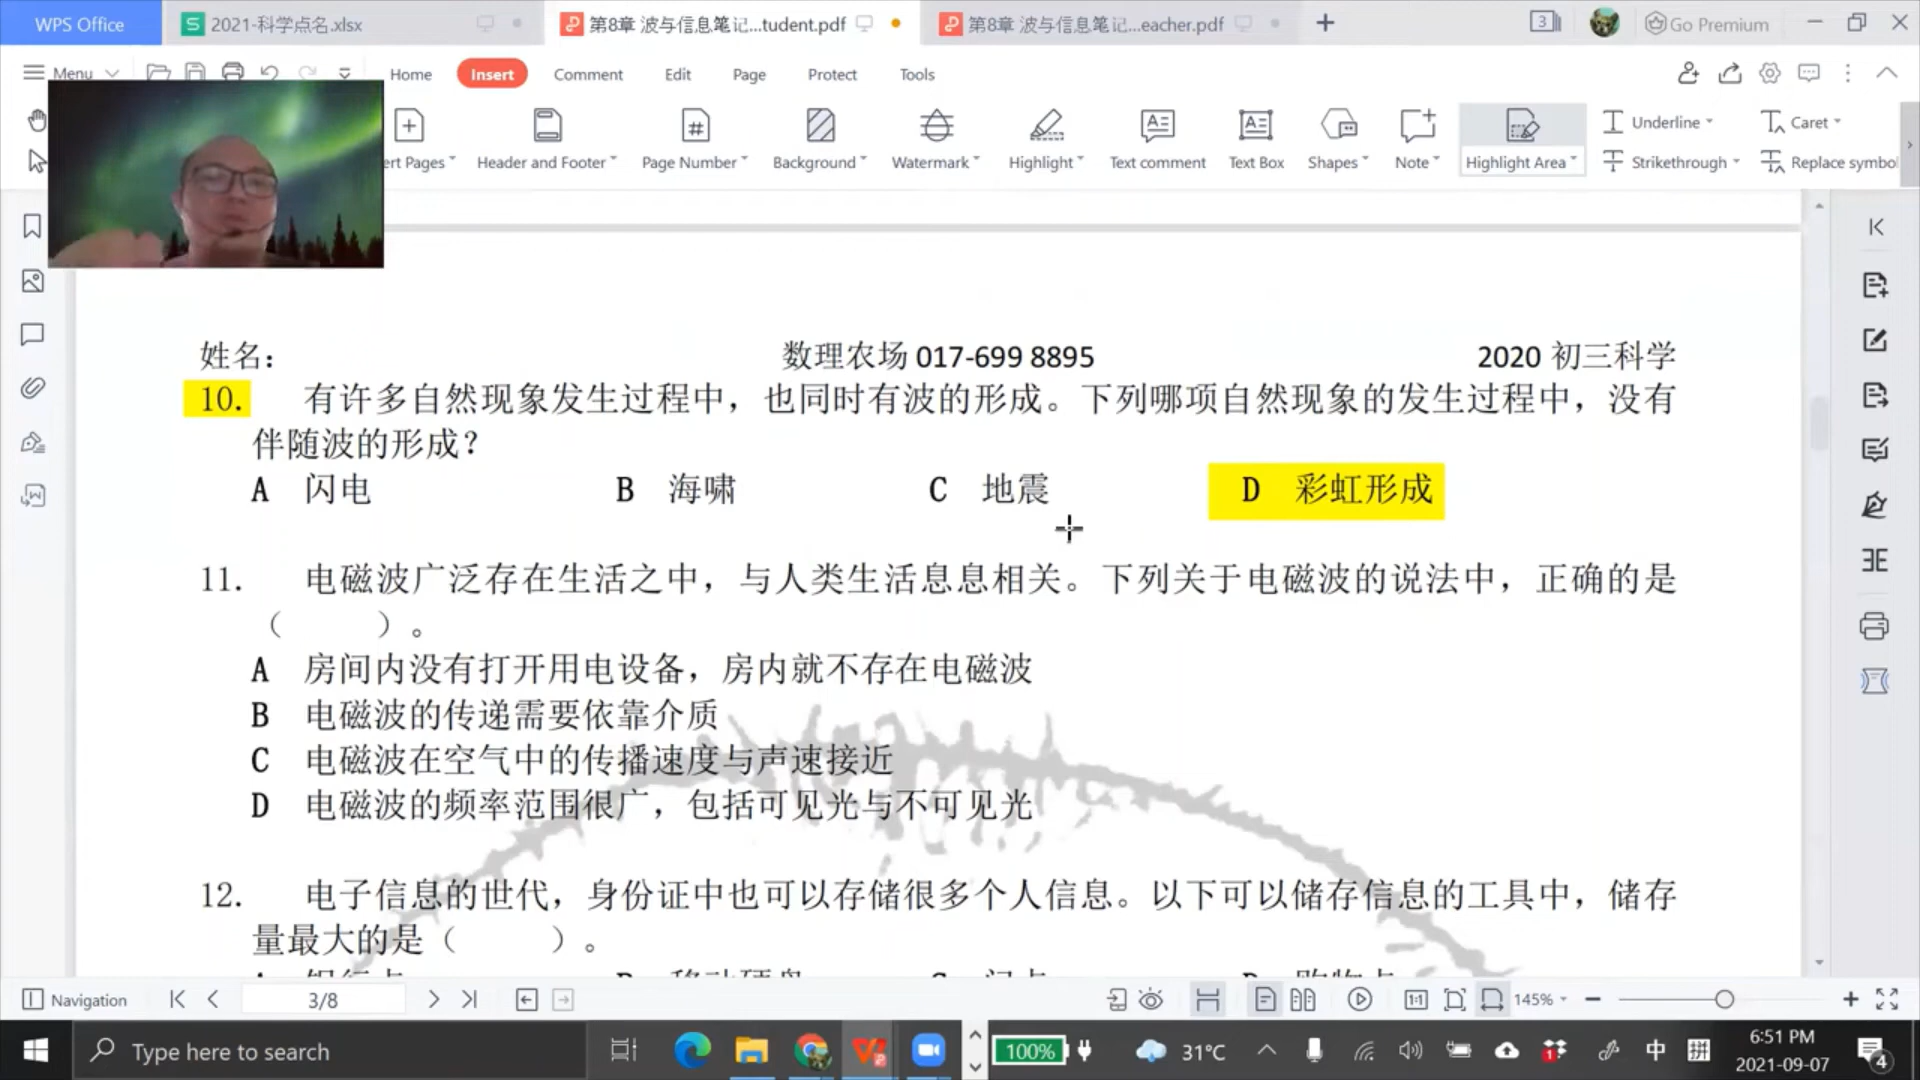 WPS Office
2021-科学点名.xlsx
第8章 波与信息笔记...tudent.pdf
第8章 波与信息笔记...eacher.pdf
3
Go Premium
Menu
Home
Insert
Comment
Edit
Page
Protect
Tools
ert Pages
Header and Footer
Page Number
Background
Watermark
Highlight
Text comment
Text Box
Shapes
Note
Highlight Area
Underline
Strikethrough
Caret
Replace symbol
姓名：
数理农场 017-699 8895
2020 初三科学
10. 有许多自然现象发生过程中，也同时有波的形成。下列哪项自然现象的发生过程中，没有
伴随波的形成？
A 闪电 B 海啸 C 地震 D 彩虹形成
11. 电磁波广泛存在生活之中，与人类生活息息相关。下列关于电磁波的说法中，正确的是
（ ）。
A 房间内没有打开用电设备，房内就不存在电磁波
B 电磁波的传递需要依靠介质
C 电磁波在空气中的传播速度与声速接近
D 电磁波的频率范围很广，包括可见光与不可见光
12. 电子信息的世代，身份证中也可以存储很多个人信息。以下可以储存信息的工具中，储存
量最大的是（ ）。
Navigation
3/8
145%
Type here to search
100%
31°C
中
拼
6:51 PM
2021-09-07
4